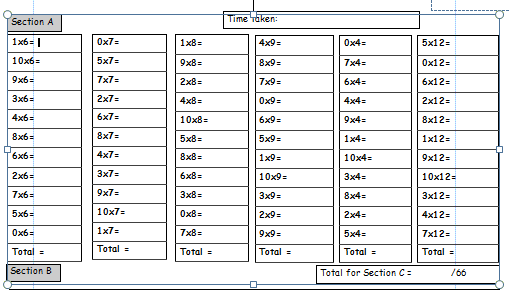 Section A
Time Taken:
1x6= 0x7= 1x8= 4x9= 0x4= 5x12=
10x6= 5x7= 9x8= 8x9= 7x4= 0x12=
9x6= 7x7= 2x8= 7x9= 6x4= 6x12=
3x6= 2x7= 4x8= 0x9= 4x4= 2x12=
4x6= 6x7= 10x8= 6x9= 9x4= 8x12=
8x6= 8x7= 5x8= 5x9= 1x4= 1x12=
6x6= 4x7= 8x8= 1x9= 10x4= 9x12=
2x6= 3x7= 6x8= 10x9= 3x4= 10x12=
7x6= 9x7= 3x8= 3x9= 8x4= 3x12=
5x6= 10x7= 0x8= 2x9= 2x4= 4x12=
0x6= 1x7= 7x8= 9x9= 5x4= 7x12=
Total = Total = Total = Total = Total = Total =
Section B
Total for Section C = /66